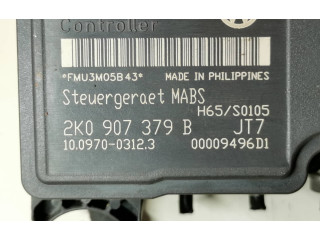 Controller
*FMU3M05B43* MADE IN PHILIPPINES
Steuergeraet MABS
H65/S0105
2K0 907 379 B JT7
10.0970-0312.3 00009496D1